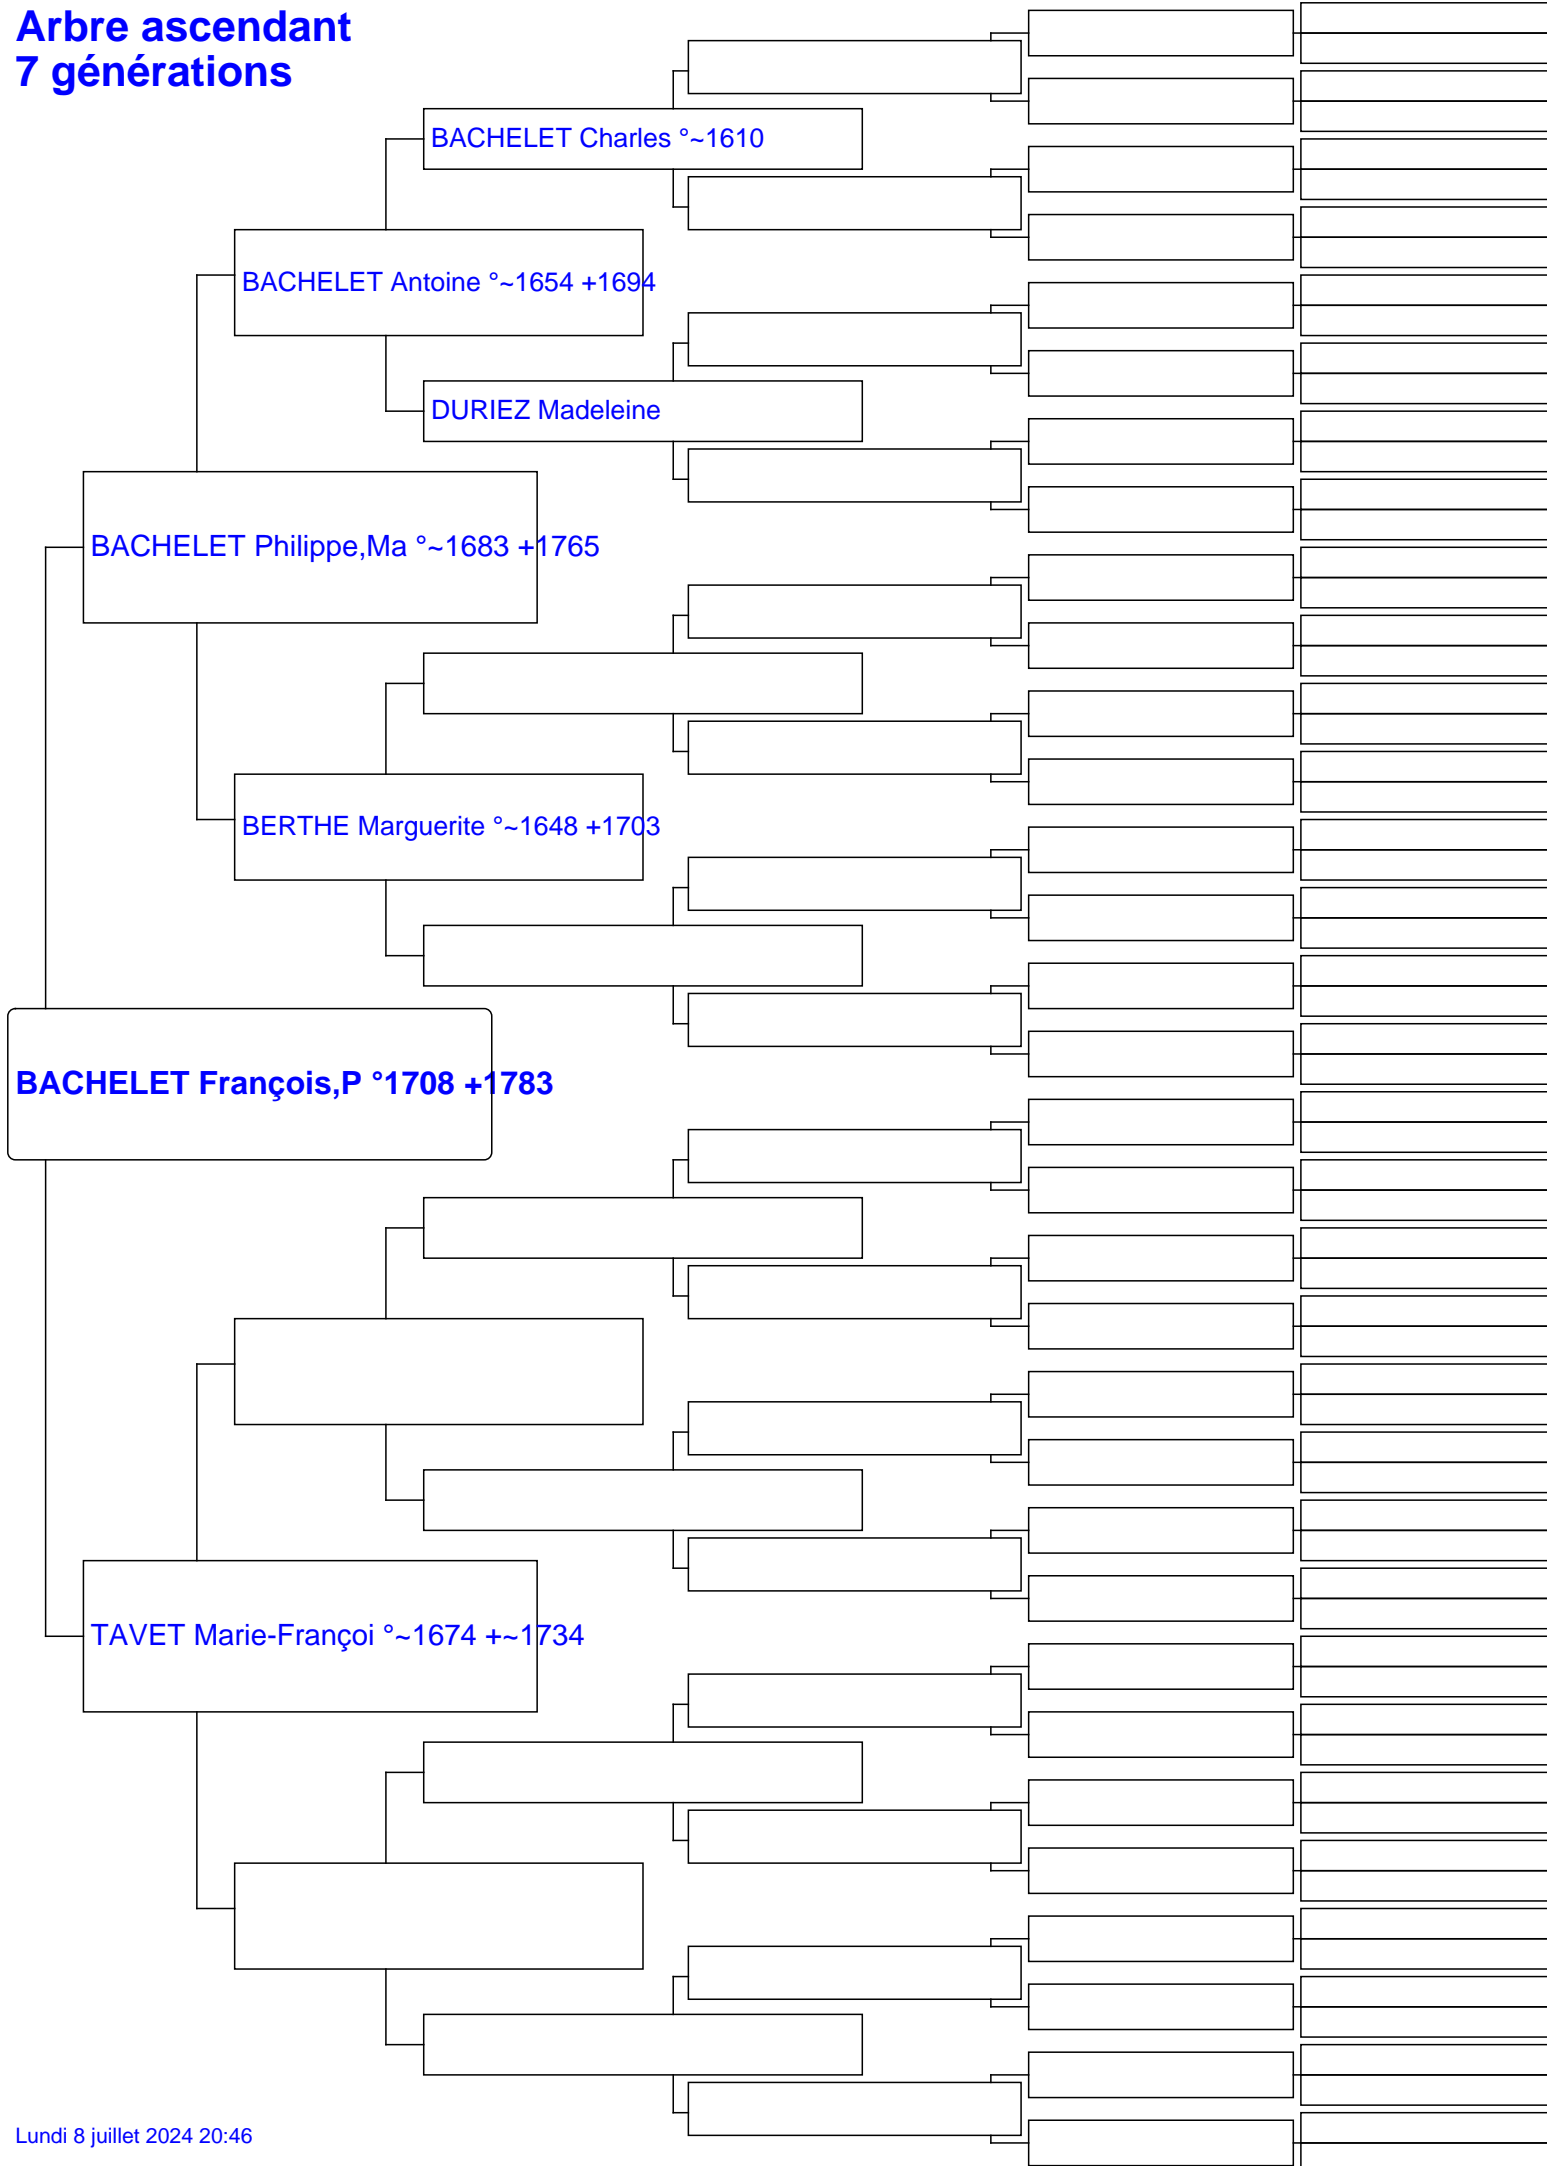 Arbre ascendant
7 générations
BACHELET Charles °~1610
BACHELET Antoine °~1654 +1694
DURIEZ Madeleine
BACHELET Philippe,Ma °~1683 +1765
BERTHE Marguerite °~1648 +1703
BACHELET François,P °1708 +1783
TAVET Marie-Françoi °~1674 +~1734
Lundi 8 juillet 2024 20:46